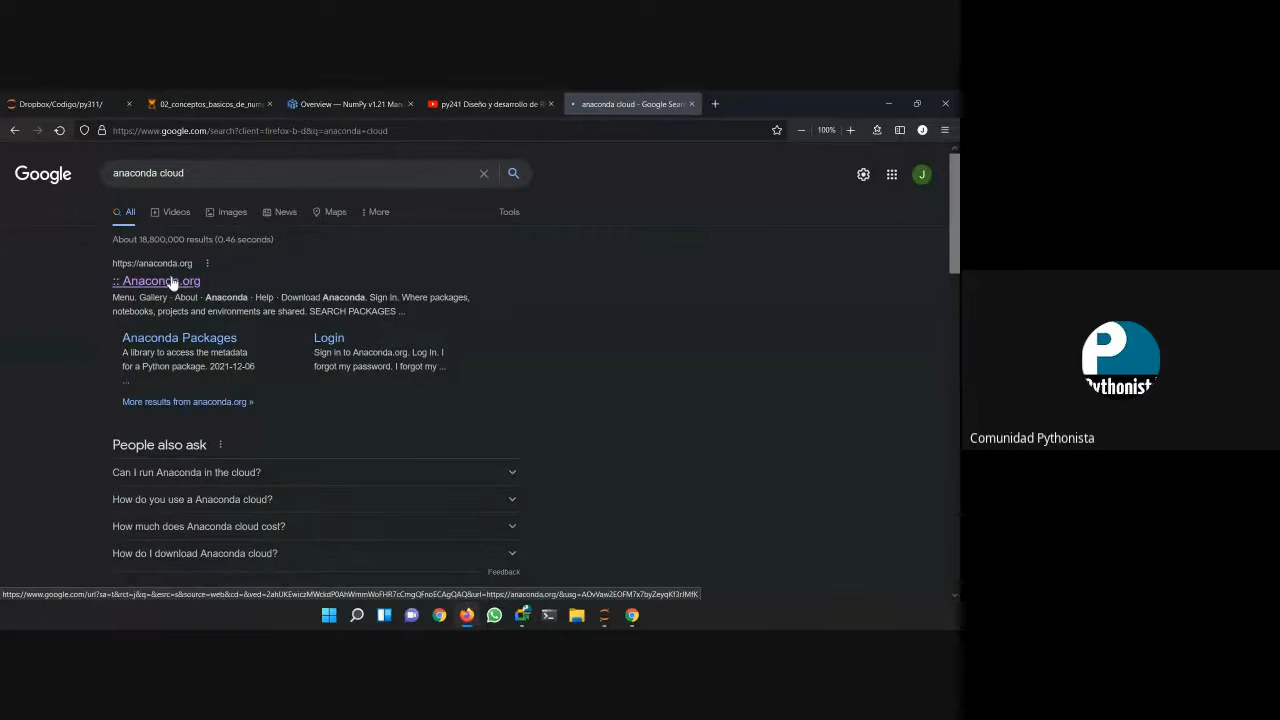 Dropbox/Codigo/py311/
02_conceptos_basicos_de_num
Overview — NumPy v1.21 Man
py241 Diseño y desarrollo de R
anaconda cloud - Google Sear
https://www.google.com/search?client=firefox-b-d&q=anaconda+cloud
100%
J
Google
anaconda cloud
J
All
Videos
Images
News
Maps
More
Tools
About 18,800,000 results (0.46 seconds)
https://anaconda.org
:: Anaconda.org
Menu. Gallery · About · Anaconda · Help · Download Anaconda. Sign In. Where packages,
notebooks, projects and environments are shared. SEARCH PACKAGES ...
Anaconda Packages
Login
A library to access the metadata
for a Python package. 2021-12-06
...
Sign in to Anaconda.org. Log In. I
forgot my password. I forgot my ...
More results from anaconda.org »
People also ask
Can I run Anaconda in the cloud?
How do you use a Anaconda cloud?
How much does Anaconda cloud cost?
How do I download Anaconda cloud?
Feedback
Pythonist
Comunidad Pythonista